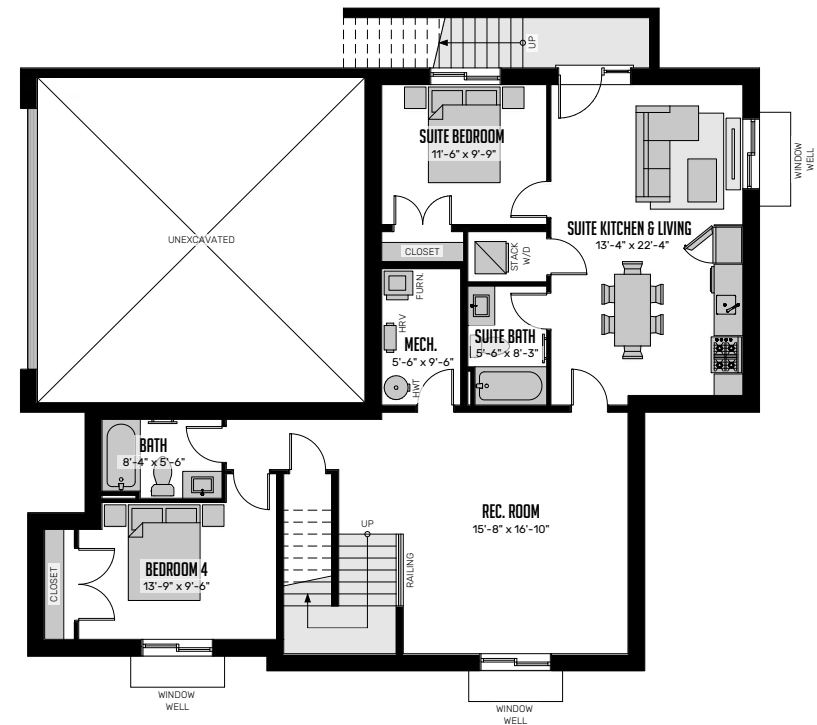 UP
SUITE BEDROOM
11'-6" x 9'-9"
WINDOW
WELL
SUITE KITCHEN & LIVING
13'-4" x 22'-4"
UNEXCAVATED
CLOSET
STACK
W/D
FURN.
HRV
MECH.
5'-6" x 9'-6"
HWT
SUITE BATH
5'-6" x 8'-3"
BATH
8'-4" x 5'-6"
REC. ROOM
15'-8" x 16'-10"
UP
RAILING
BEDROOM 4
13'-9" x 9'-6"
CLOSET
WINDOW
WELL
WINDOW
WELL